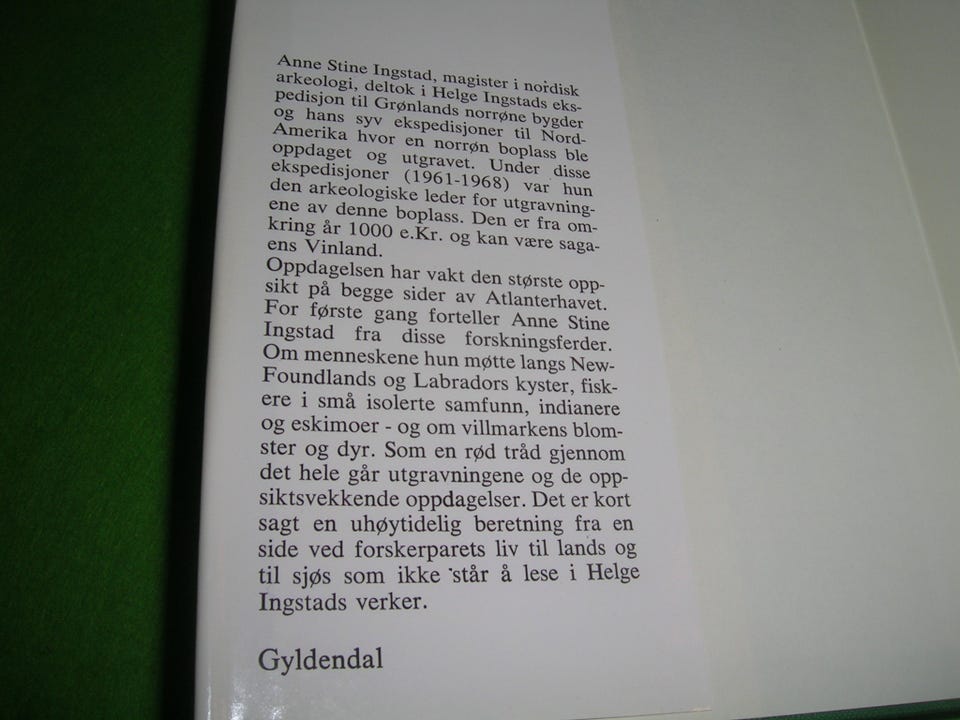 Anne Stine Ingstad, magister i nordisk
arkeologi, deltok i Helge Ingstads eks-
pedisjon til Grønlands norrøne bygder
og hans syv ekspedisjoner til Nord-
Amerika hvor en norrøn boplass ble
oppdaget og utgravet. Under disse
ekspedisjoner (1961-1968) var hun
den arkeologiske leder for utgravning-
ene av denne boplass. Den er fra om-
kring år 1000 e.Kr. og kan være saga-
ens Vinland.
Oppdagelsen har vakt den største opp-
sikt på begge sider av Atlanterhavet.
For første gang forteller Anne Stine
Ingstad fra disse forskningsferder.
Om menneskene hun møtte langs New-
Foundlands og Labradors kyster, fisk-
ere i små isolerte samfunn, indianere
og eskimoer - og om villmarkens blom-
ster og dyr. Som en rød tråd gjennom
det hele går utgravningene og de opp-
siktsvekkende oppdagelser. Det er kort
sagt en uhøytidelig beretning fra en
side ved forskerparets liv til lands og
til sjøs som ikke står å lese i Helge
Ingstads verker.
Gyldendal